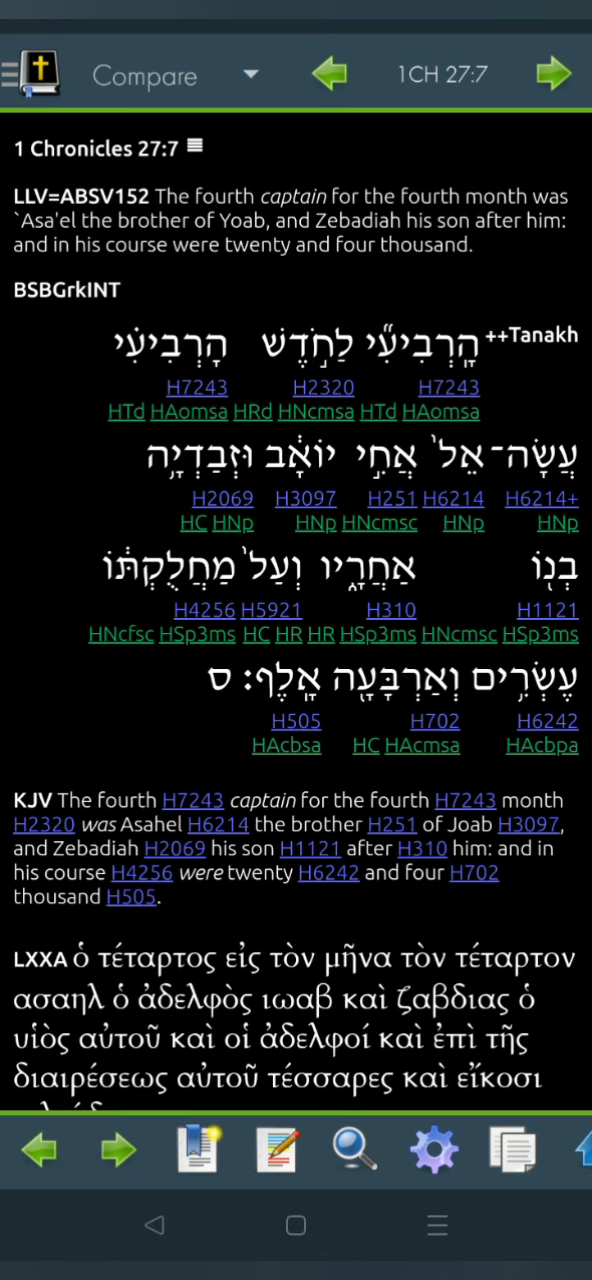 Compare
1CH 27:7
1 Chronicles 27:7
LLV=ABSV152 The fourth captain for the fourth month was
`Asa'el the brother of Yoab, and Zebadiah his son after him:
and in his course were twenty and four thousand.
BSBGrkINT
++Tanakh הָֽרְבִיעִ֞י לַחֹ֣דֶשׁ הָרְבִיעִ֗י
H7243 H2320 H7243
HTd HAomsa HRd HNcmsa HTd HAomsa
עֲשָׂה־אֵל֙ אֲחִ֣י יוֹאָ֔ב וּזְבַדְיָ֥ה
H2069 H3097 H251 H6214 H6214+
HC HNp HNp HNcmsc HNp HNp
בְנ֖וֹ אַחֲרָ֑יו וְעַל֙ מַחֲלֻקְתּ֔וֹ
H4256 H5921 H310 H1121
HNcfsc HSp3ms HC HR HR HSp3ms HNcmsc HSp3ms
עֶשְׂרִ֥ים וְאַרְבָּעָ֖ה אָֽלֶף׃ ס
H505 H702 H6242
HAcbsa HC HAcmsa HAcbpa
KJV The fourth H7243 captain for the fourth H7243 month
H2320 was Asahel H6214 the brother H251 of Joab H3097,
and Zebadiah H2069 his son H1121 after H310 him: and in
his course H4256 were twenty H6242 and four H702
thousand H505.
LXXA ὁ τέταρτος εἰς τὸν μῆνα τὸν τέταρτον
ασαηλ ὁ ἀδελφὸς ιωαβ καὶ ζαβδιας ὁ
υἱὸς αὐτοῦ καὶ οἱ ἀδελφοί καὶ ἐπὶ τῆς
διαιρέσεως αὐτοῦ τέσσαρες καὶ εἴκοσι